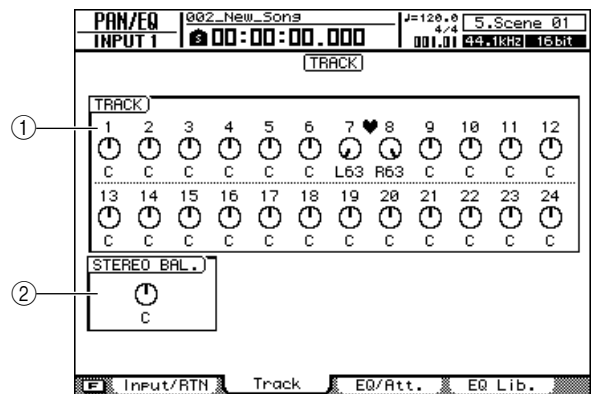 PAN/EQ 002_New_Song ♩=120.0 4/4 5.Scene 01
INPUT 1 S 00:00:00.000 001.01 44.1kHz 16bit
TRACK
TRACK
① 1 2 3 4 5 6 7 ♥ 8 9 10 11 12
C C C C C C L63 R63 C C C C
13 14 15 16 17 18 19 20 21 22 23 24
C C C C C C C C C C C C
STEREO BAL.
②
C
F Input/RTN Track EQ/Att. EQ Lib.